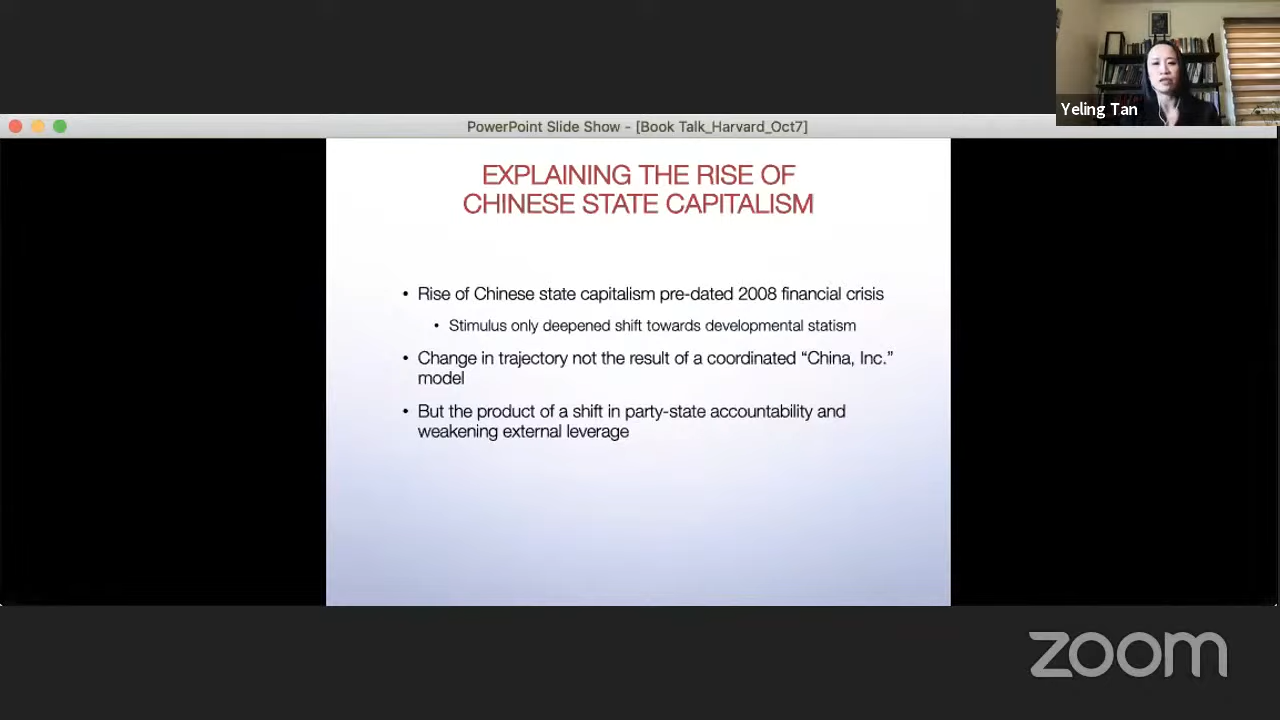 Yeling Tan
PowerPoint Slide Show - [Book Talk_Harvard_Oct7]
EXPLAINING THE RISE OF
CHINESE STATE CAPITALISM
• Rise of Chinese state capitalism pre-dated 2008 financial crisis
• Stimulus only deepened shift towards developmental statism
• Change in trajectory not the result of a coordinated “China, Inc.”
model
• But the product of a shift in party-state accountability and
weakening external leverage
zoom